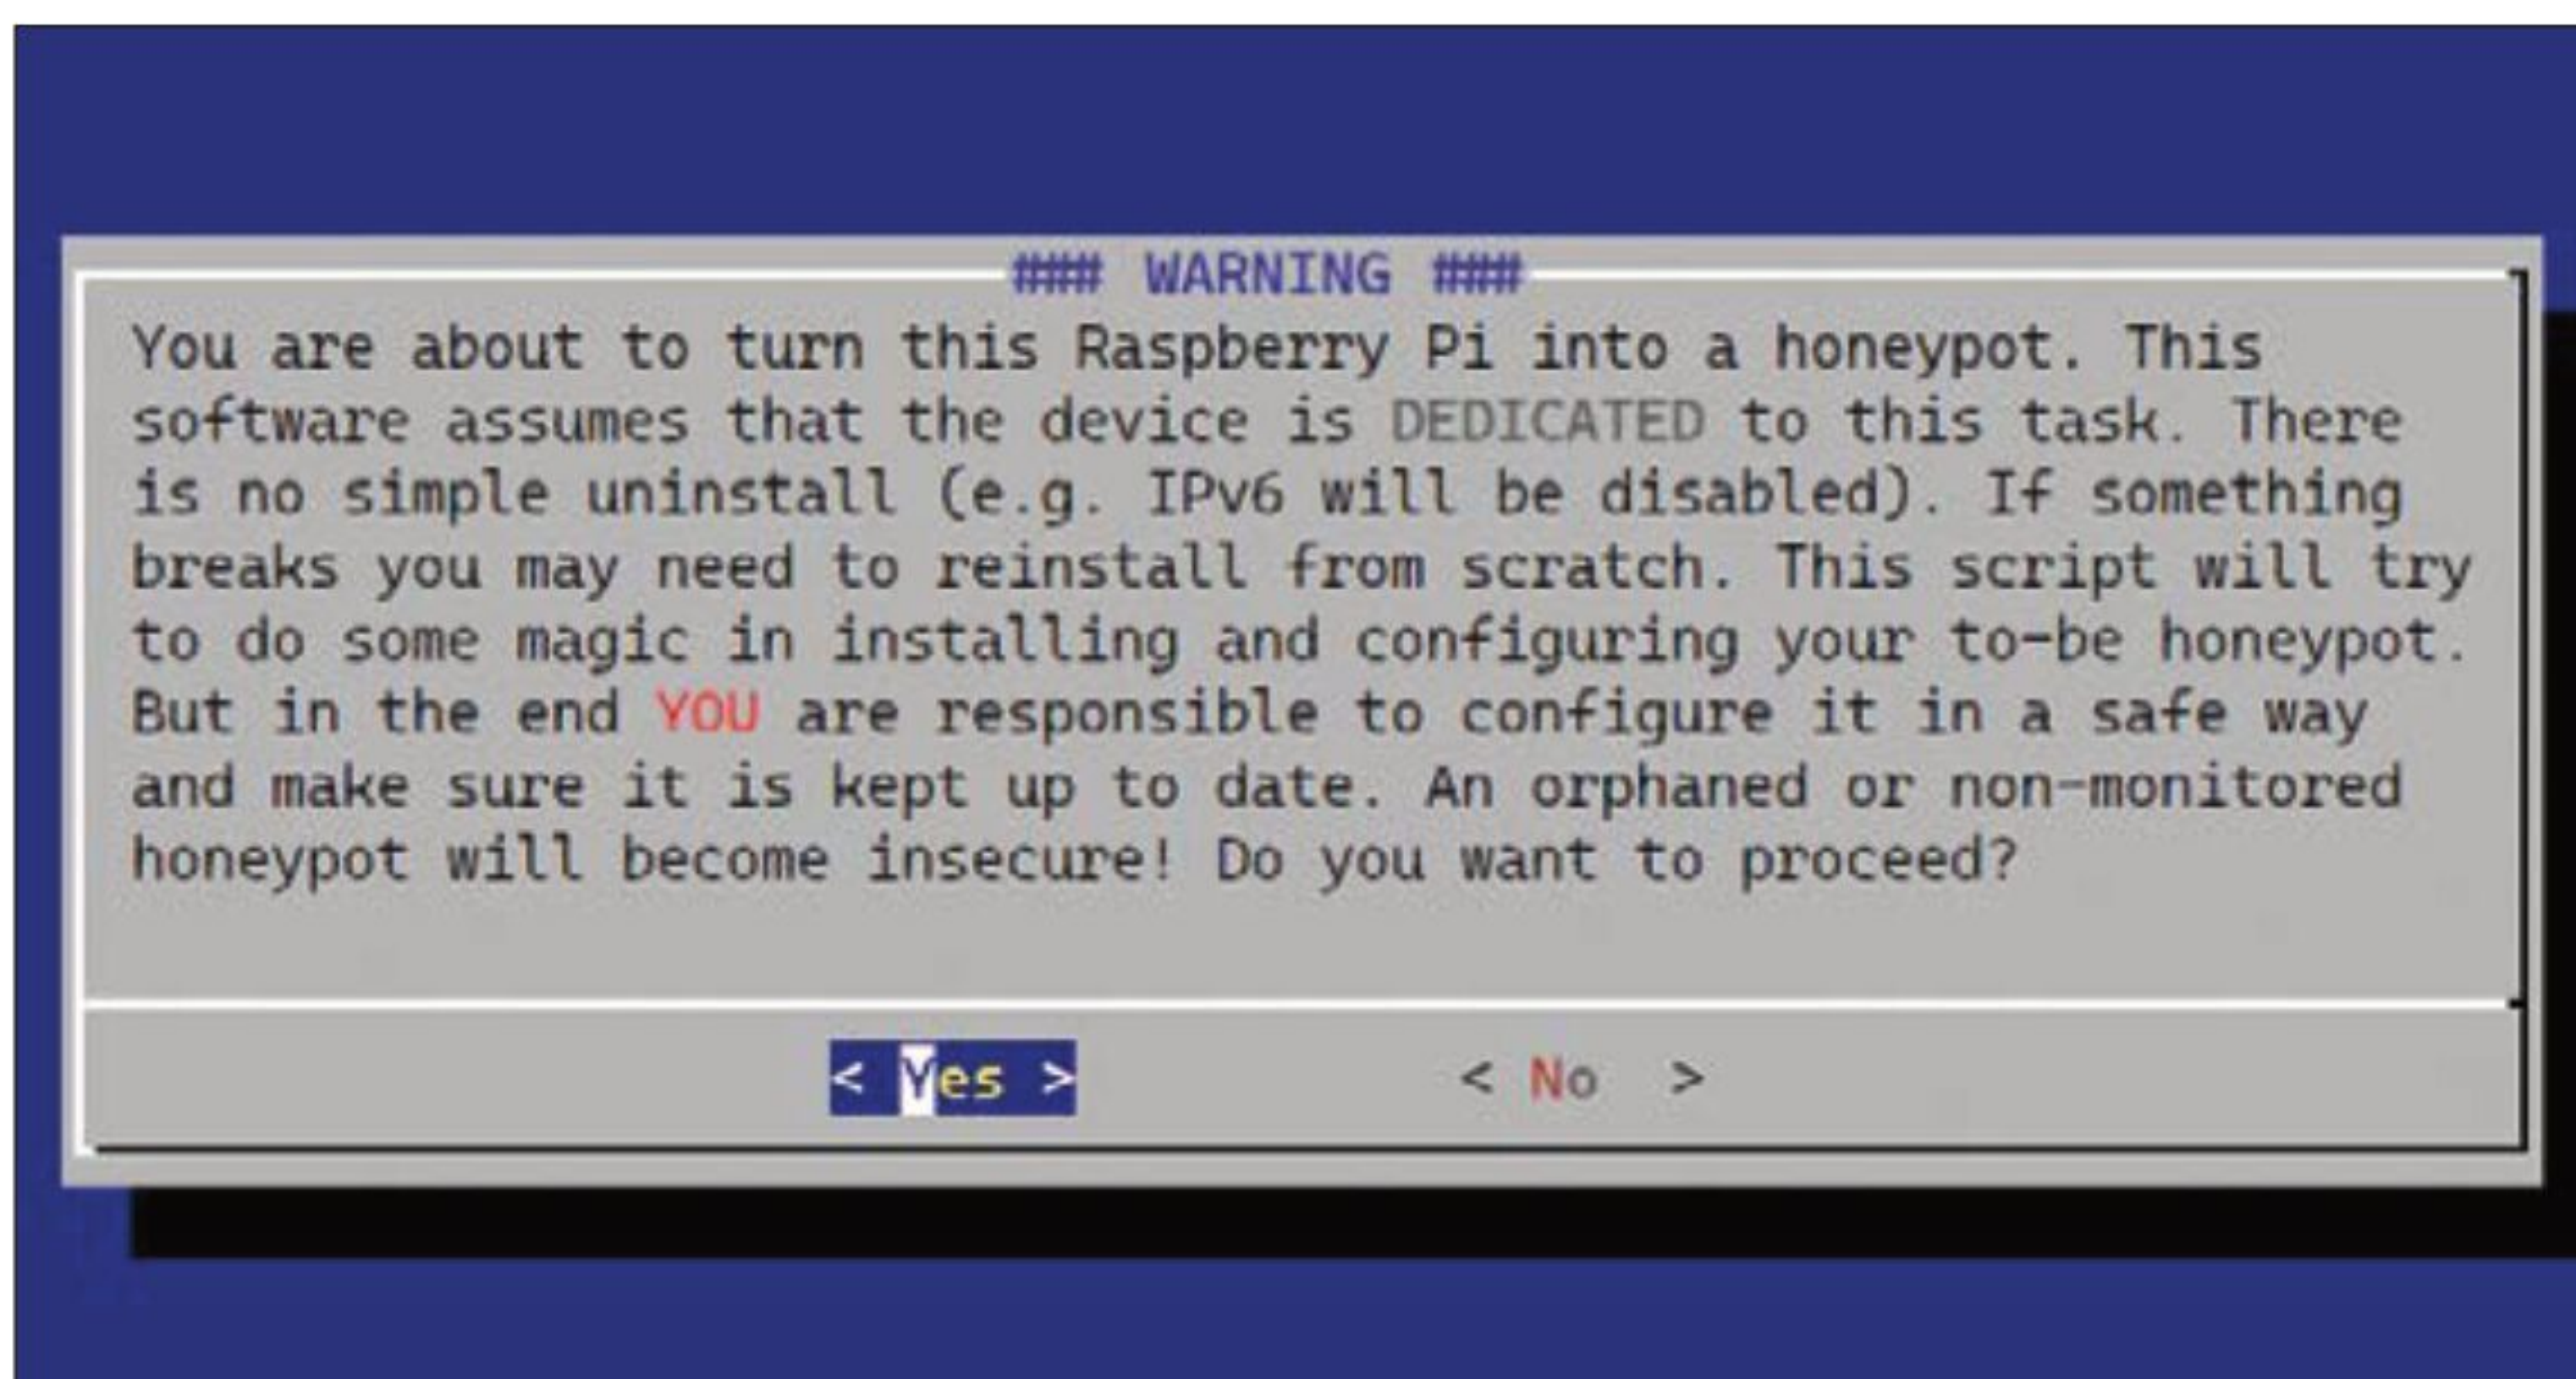 ### WARNING ###
You are about to turn this Raspberry Pi into a honeypot. This
software assumes that the device is DEDICATED to this task. There
is no simple uninstall (e.g. IPv6 will be disabled). If something
breaks you may need to reinstall from scratch. This script will try
to do some magic in installing and configuring your to-be honeypot.
But in the end YOU are responsible to configure it in a safe way
and make sure it is kept up to date. An orphaned or non-monitored
honeypot will become insecure! Do you want to proceed?
< Yes > < No >